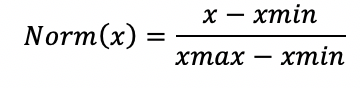 Norm(x) = (x − xmin) / (xmax − xmin)